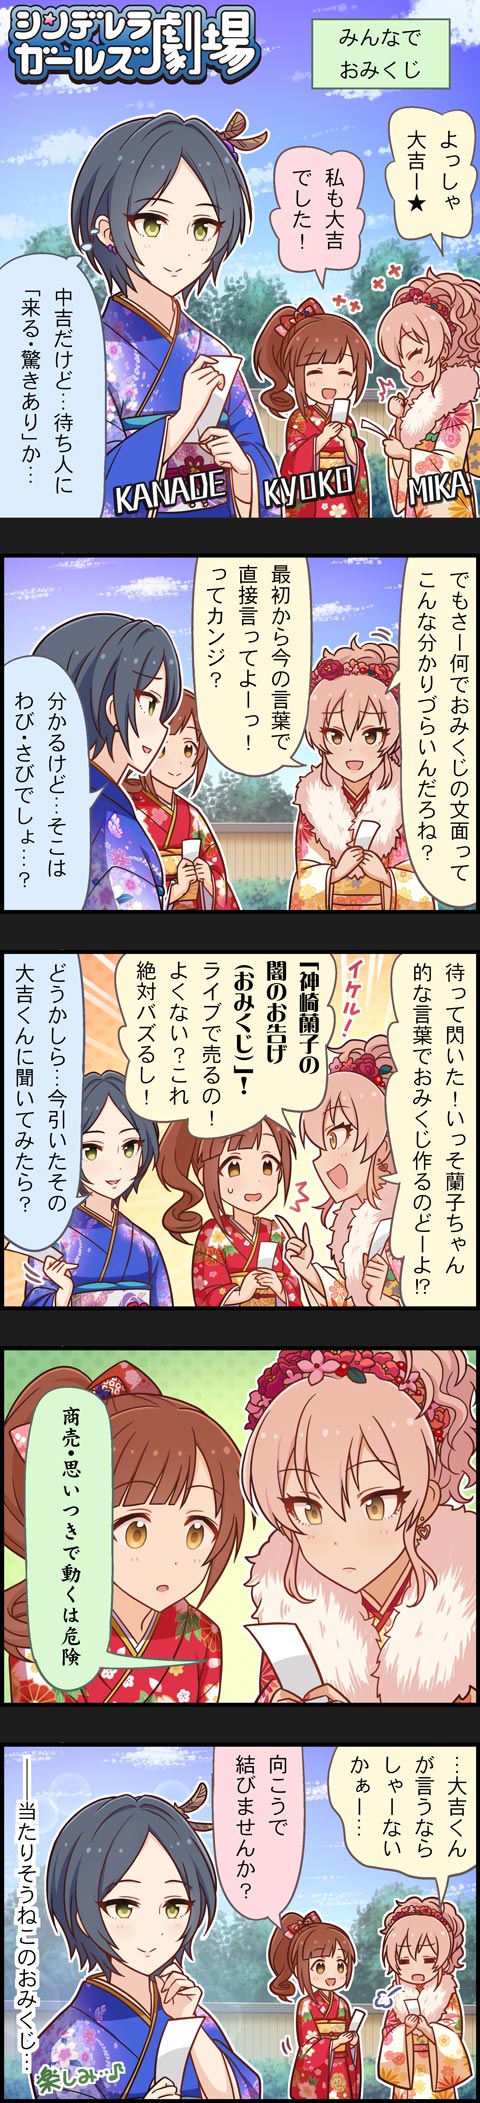 シンデレラ
ガールズ劇場
みんなで
おみくじ
よっしゃ
大吉ー★
私も大吉
でした！
中吉だけど…待ち人に
「来る・驚きあり」か…
KANADE
KYOKO
MIKA
でもさー何でおみくじの文面って
こんな分かりづらいんだろね？
最初から今の言葉で
直接言ってよーっ！
ってカンジ？
分かるけど…そこは
わび・さびでしょ…？
待って閃いた！いっそ蘭子ちゃん
的な言葉でおみくじ作るのどーよ!?
イケル！
『神崎蘭子の
闇のお告げ
(おみくじ)』！
ライブで売るの！
よくない？これ
絶対バズるし！
どうかしら…今引いたその
大吉くんに聞いてみたら？
商売・思いつきで動くは危険
…大吉くん
が言うなら
しゃーない
かぁー…
向こうで
結びませんか？
――当たりそうねこのおみくじ…
楽しみ…♪